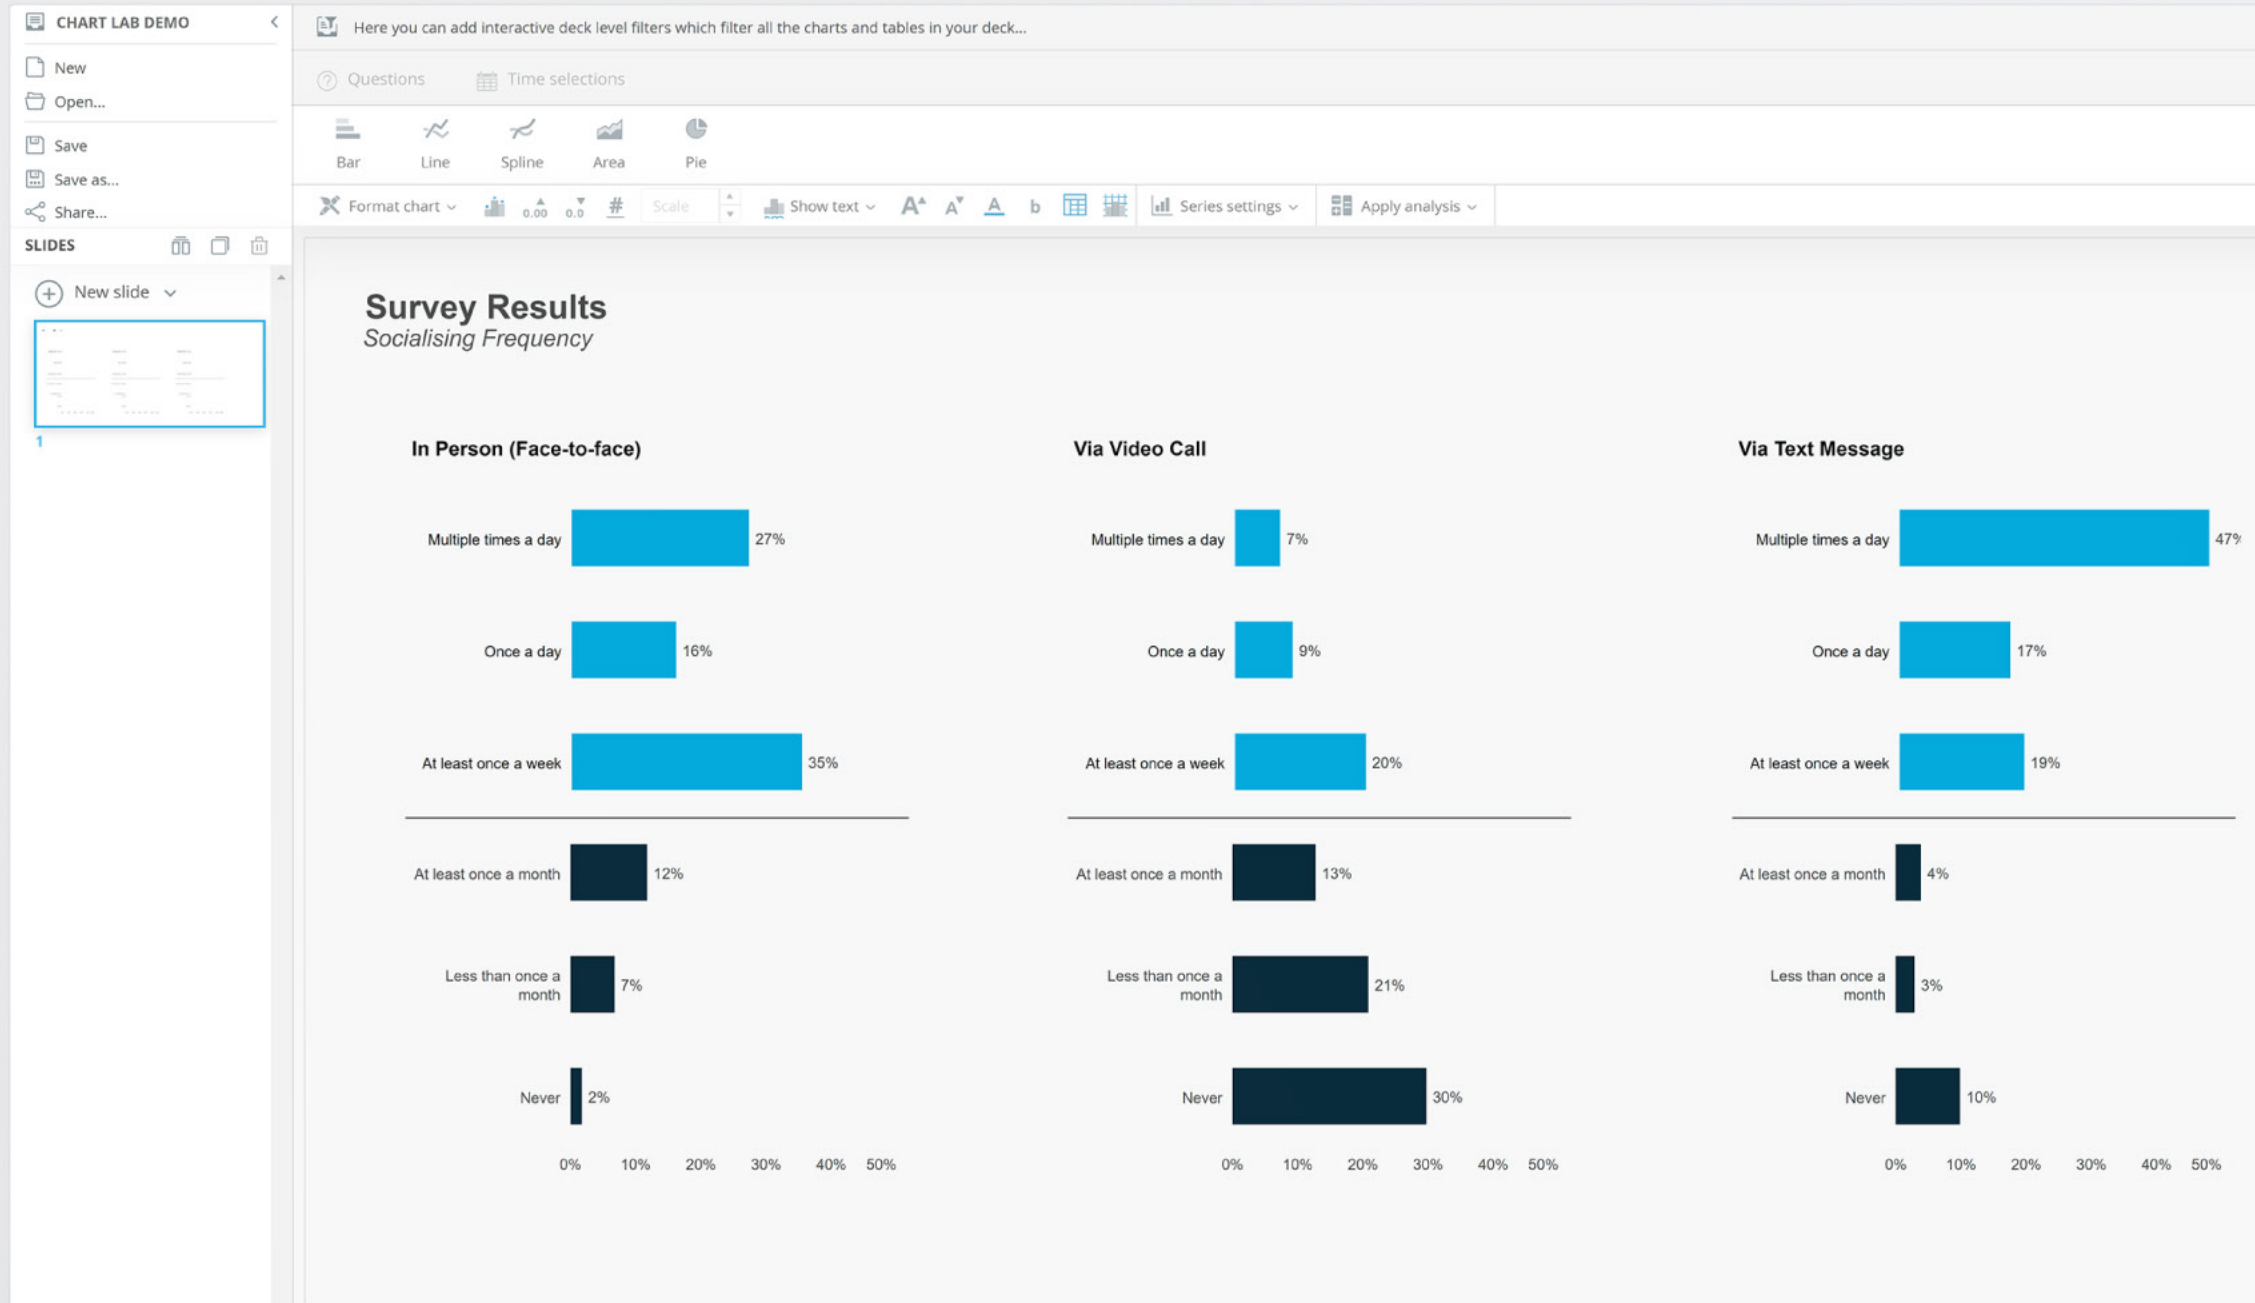 CHART LAB DEMO
New
Open...
Save
Save as...
Share...
SLIDES
New slide
1
Here you can add interactive deck level filters which filter all the charts and tables in your deck...
Questions Time selections
Bar Line Spline Area Pie
Format chart 0.00 0.0 # Scale Show text A A A b Series settings Apply analysis
Survey Results
Socialising Frequency
In Person (Face-to-face)
Multiple times a day 27%
Once a day 16%
At least once a week 35%
At least once a month 12%
Less than once a
month 7%
Never 2%
0% 10% 20% 30% 40% 50%
Via Video Call
Multiple times a day 7%
Once a day 9%
At least once a week 20%
At least once a month 13%
Less than once a
month 21%
Never 30%
0% 10% 20% 30% 40% 50%
Via Text Message
Multiple times a day 47%
Once a day 17%
At least once a week 19%
At least once a month 4%
Less than once a
month 3%
Never 10%
0% 10% 20% 30% 40% 50%